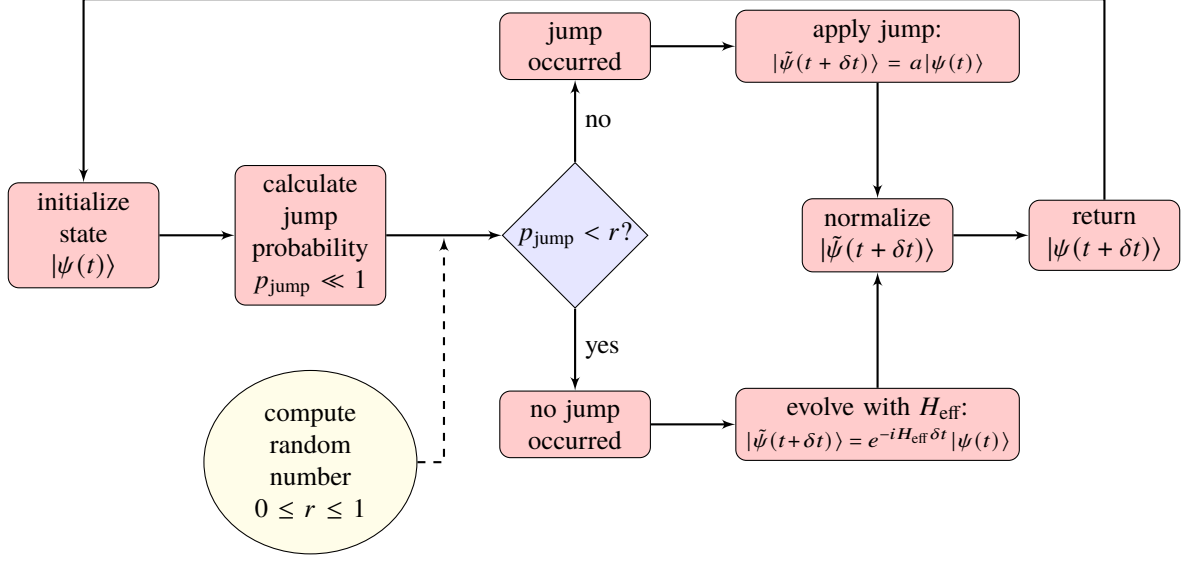 initialize
state
|ψ(t)⟩
calculate
jump
probability
p_jump ≪ 1
compute
random
number
0 ≤ r ≤ 1
p_jump < r?
no
jump
occurred
apply jump:
|ψ̃(t + δt)⟩ = a|ψ(t)⟩
yes
no jump
occurred
evolve with H_eff:
|ψ̃(t+δt)⟩ = e^{−iH_eff δt}|ψ(t)⟩
normalize
|ψ̃(t + δt)⟩
return
|ψ(t + δt)⟩